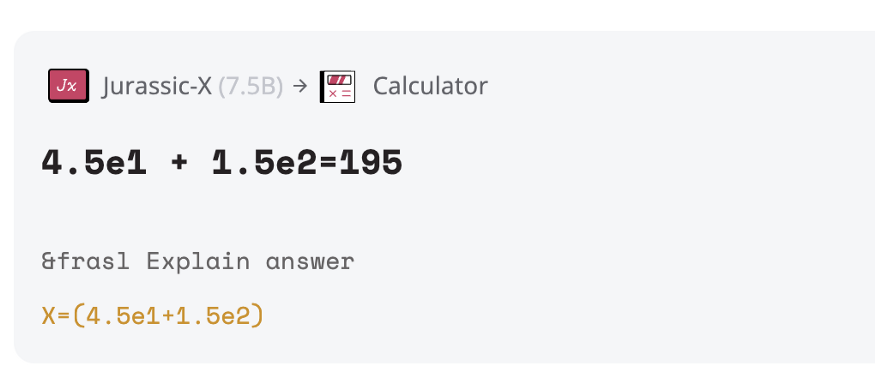 Jx Jurassic-X (7.5B) → Calculator
4.5e1 + 1.5e2=195
&frasl Explain answer
X=(4.5e1+1.5e2)